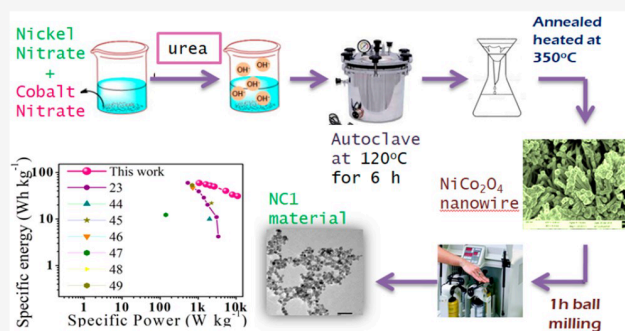 Nickel
Nitrate
+
Cobalt
Nitrate
urea
OH⁻
OH⁻
OH⁻
OH⁻
OH⁻
Autoclave
at 120°C
for 6 h
Annealed
heated at
350°C
NiCo₂O₄
nanowire
1h ball
milling
NC1
material
Specific energy (Wh kg⁻¹)
100
10
1
This work
23
44
45
46
47
48
49
1
10
100
1k
10k
Specific Power (W kg⁻¹)